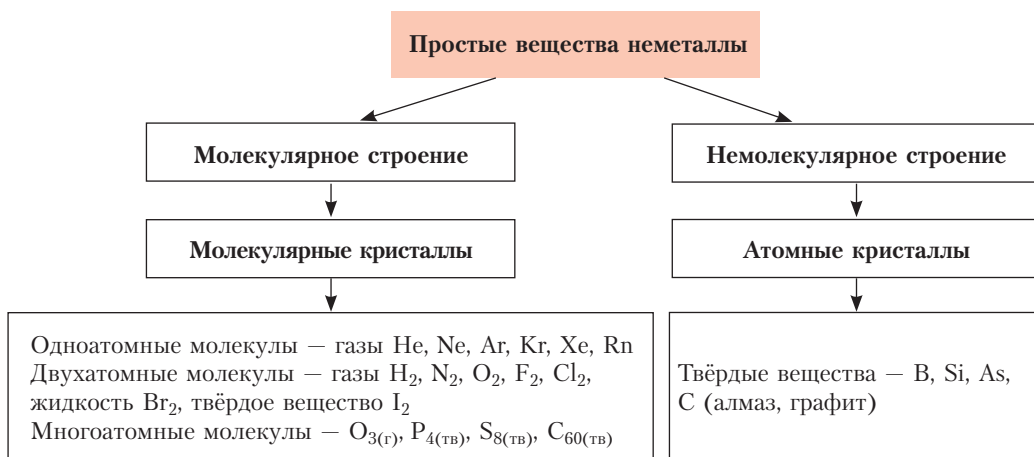 Простые вещества неметаллы
Молекулярное строение
Немолекулярное строение
Молекулярные кристаллы
Атомные кристаллы
Одноатомные молекулы — газы He, Ne, Ar, Kr, Xe, Rn
Двухатомные молекулы — газы H₂, N₂, O₂, F₂, Cl₂,
жидкость Br₂, твёрдое вещество I₂
Многоатомные молекулы — O₃₍г₎, P₄₍тв₎, S₈₍тв₎, C₆₀₍тв₎
Твёрдые вещества — B, Si, As,
C (алмаз, графит)